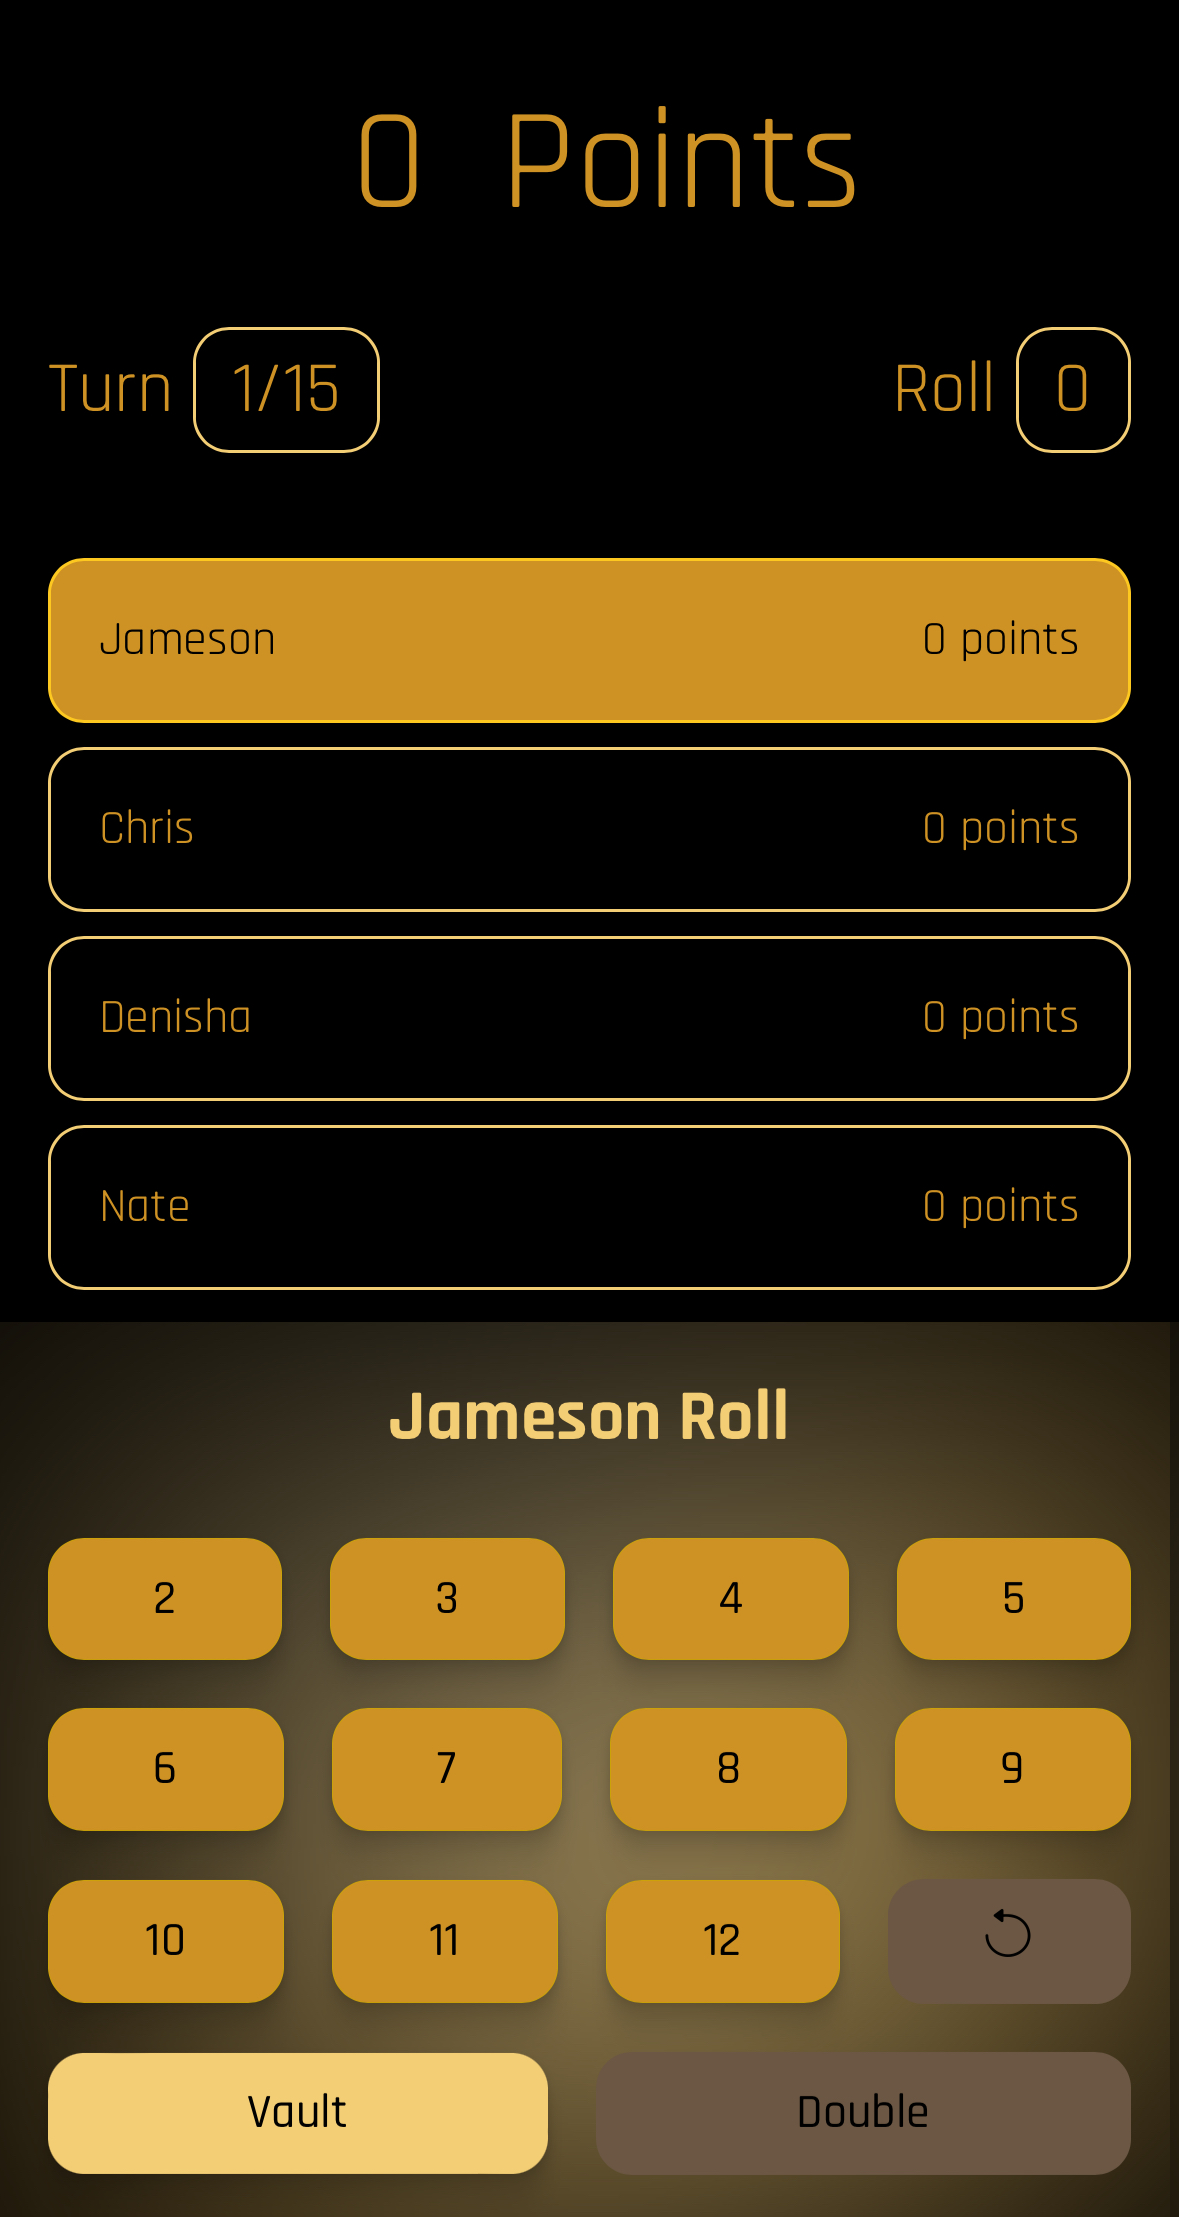 0 Points
Turn 1/15 Roll 0
Jameson 0 points
Chris 0 points
Denisha 0 points
Nate 0 points
Jameson Roll
2 3 4 5
6 7 8 9
10 11 12
Vault Double